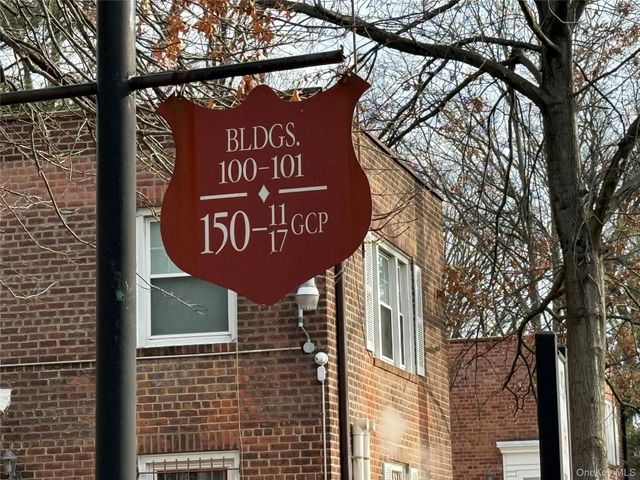 BLDGS.
100-101
150-11/17 GCP
OneKey MLS